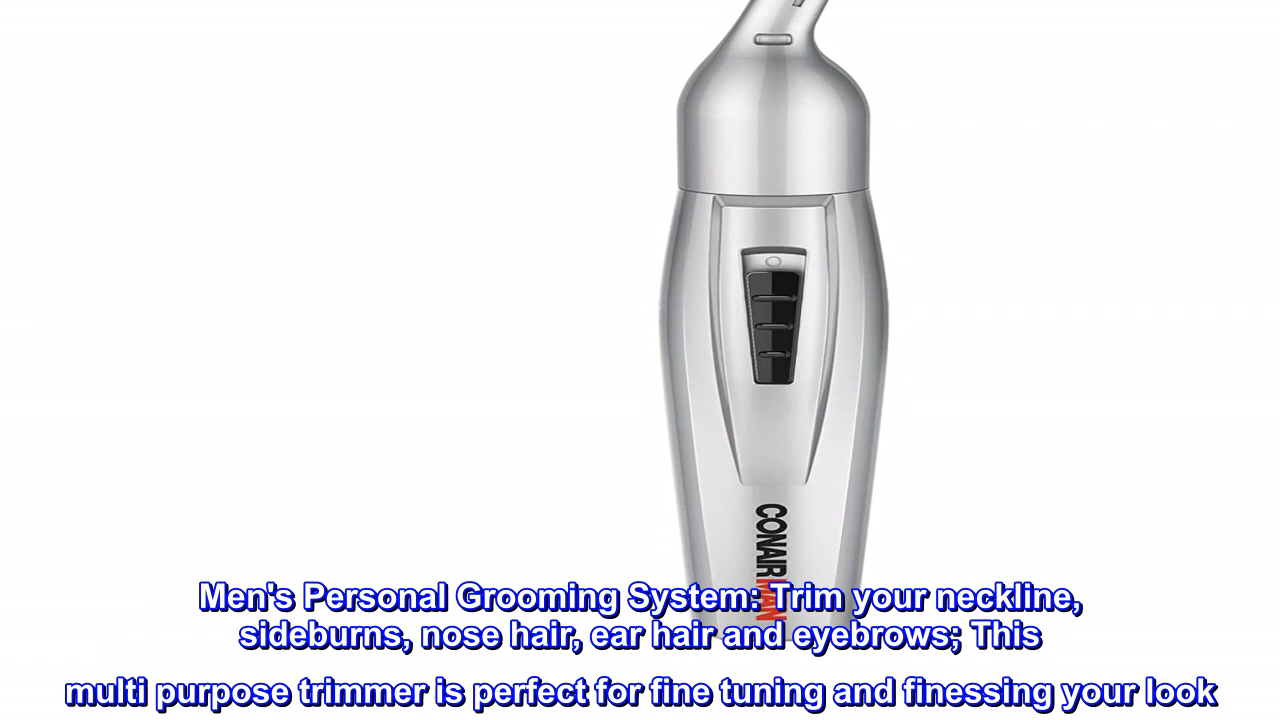 CONAIRMAN
Men's Personal Grooming System: Trim your neckline,
sideburns, nose hair, ear hair and eyebrows; This
multi purpose trimmer is perfect for fine tuning and finessing your look